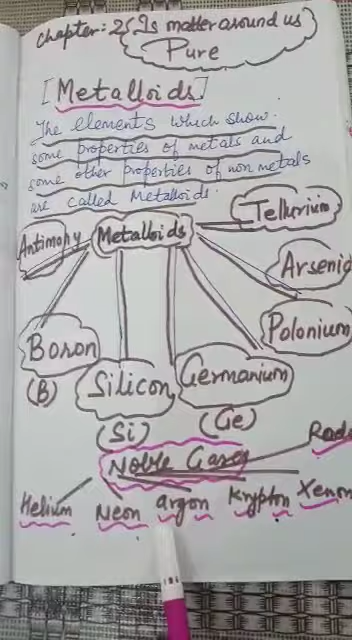 chapter: 2 (Is matter around us
Pure
[Metalloids]
The elements which show
some properties of metals and
some other properties of non metals
are called Metalloids.
Tellurium
Antimony
Metalloids
Arsenic
Polonium
Boron
(B)
Silicon
(Si)
Germanium
(Ge)
Noble Gases
Helium
Neon
argon
Krypton
Xenon